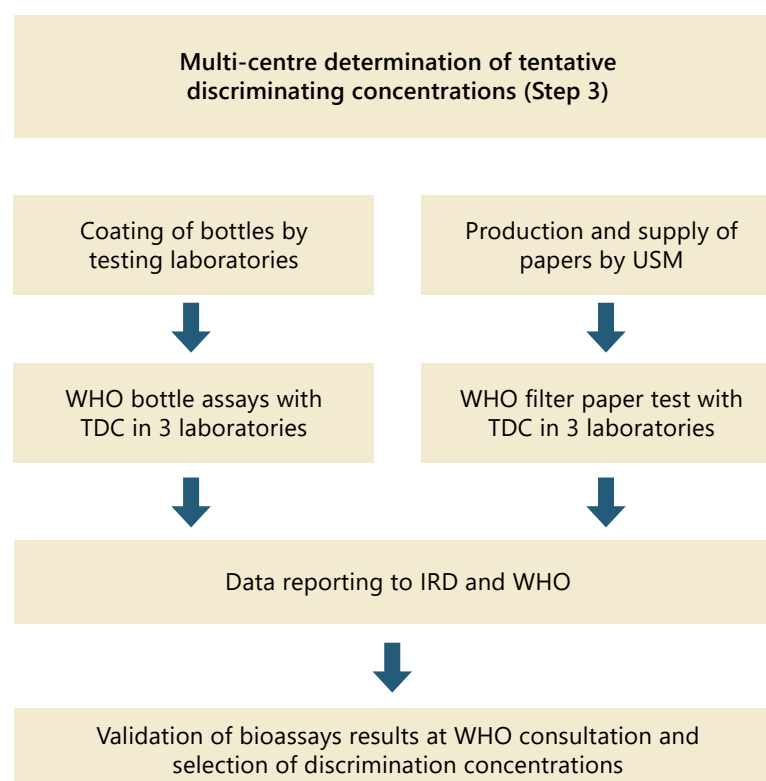 Multi-centre determination of tentative
discriminating concentrations (Step 3)
Coating of bottles by
testing laboratories
Production and supply of
papers by USM
WHO bottle assays with
TDC in 3 laboratories
WHO filter paper test with
TDC in 3 laboratories
Data reporting to IRD and WHO
Validation of bioassays results at WHO consultation and
selection of discrimination concentrations